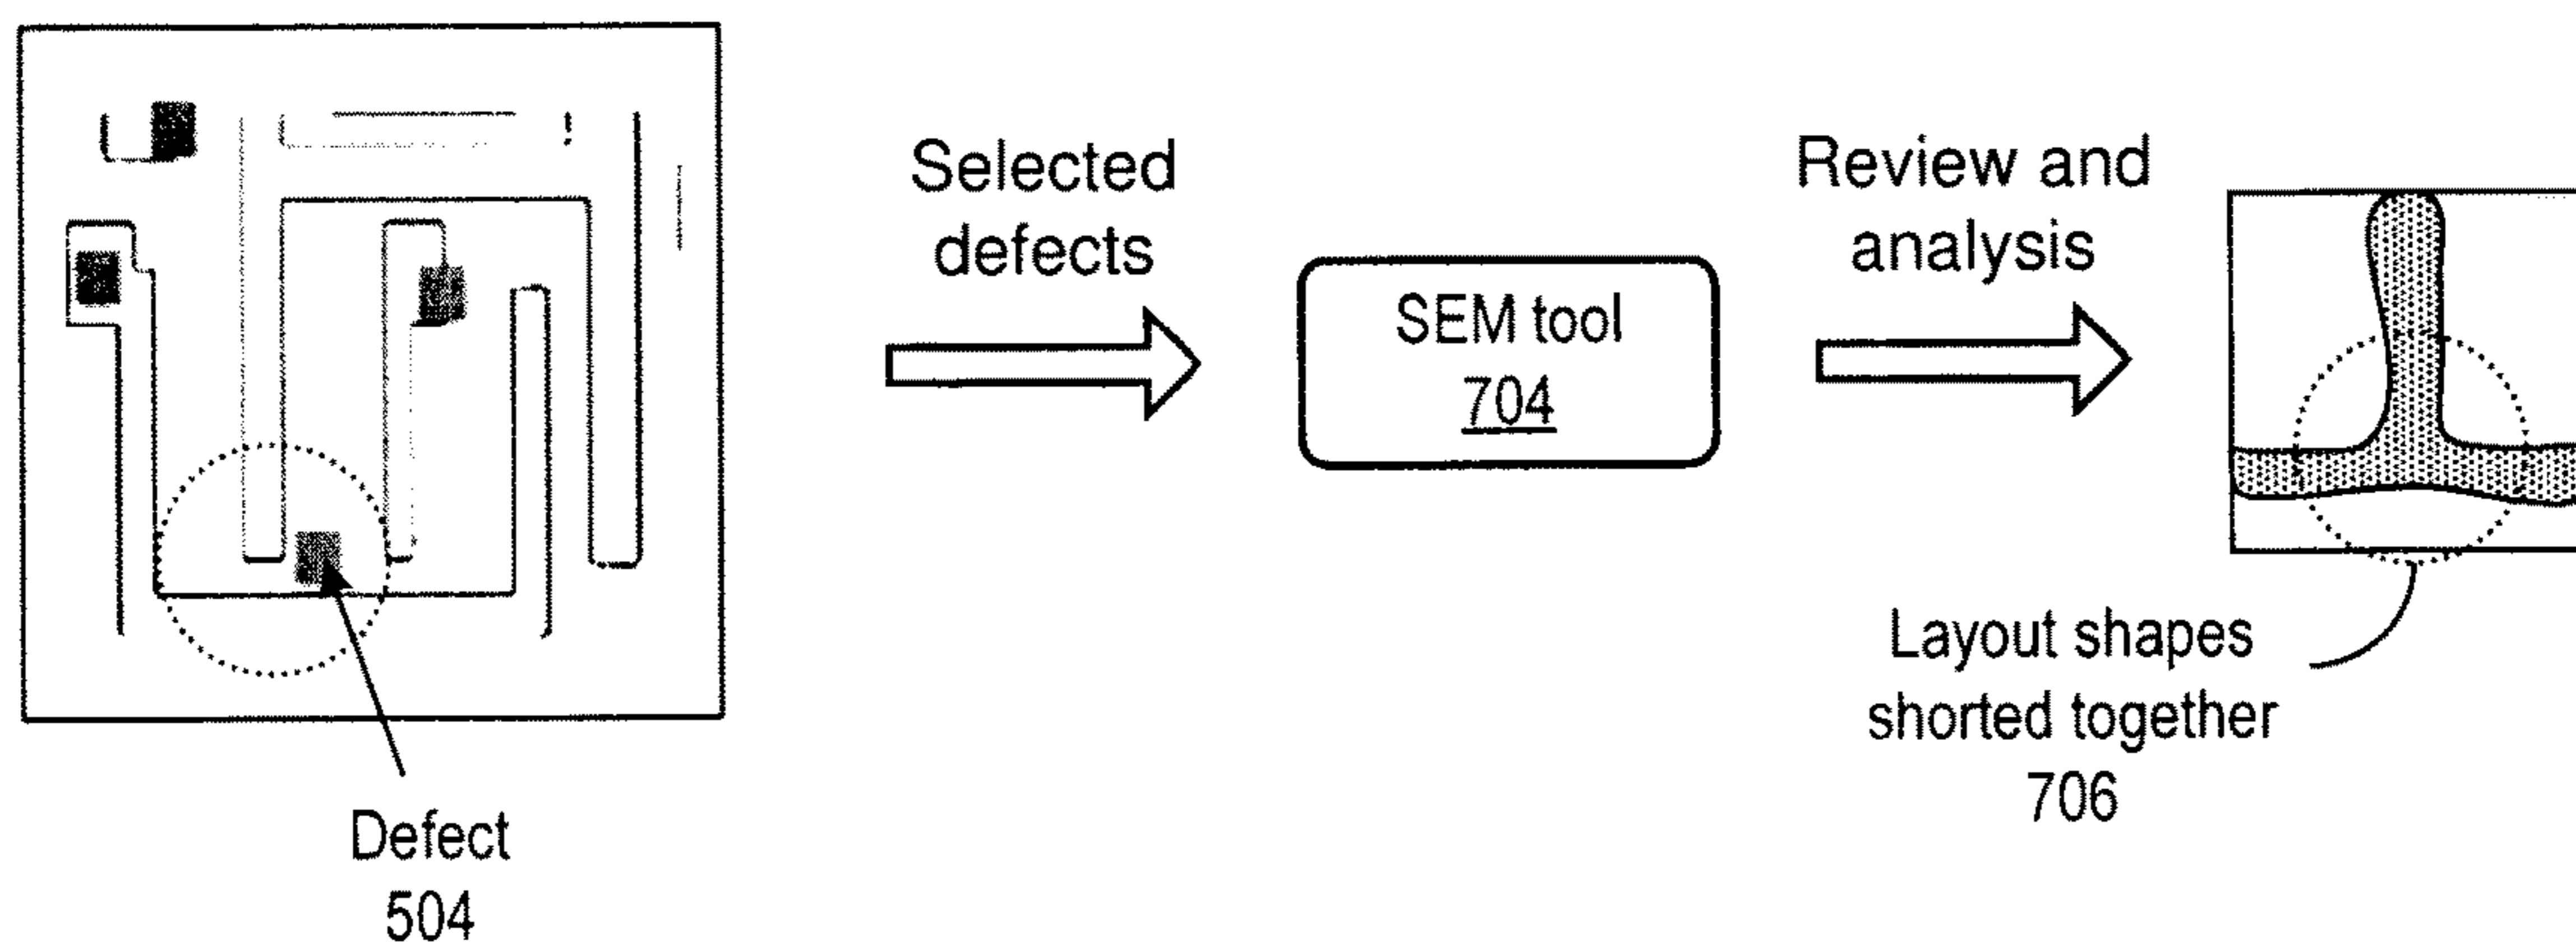 Selected
defects
SEM tool
704
Review and
analysis
Layout shapes
shorted together
706
Defect
504